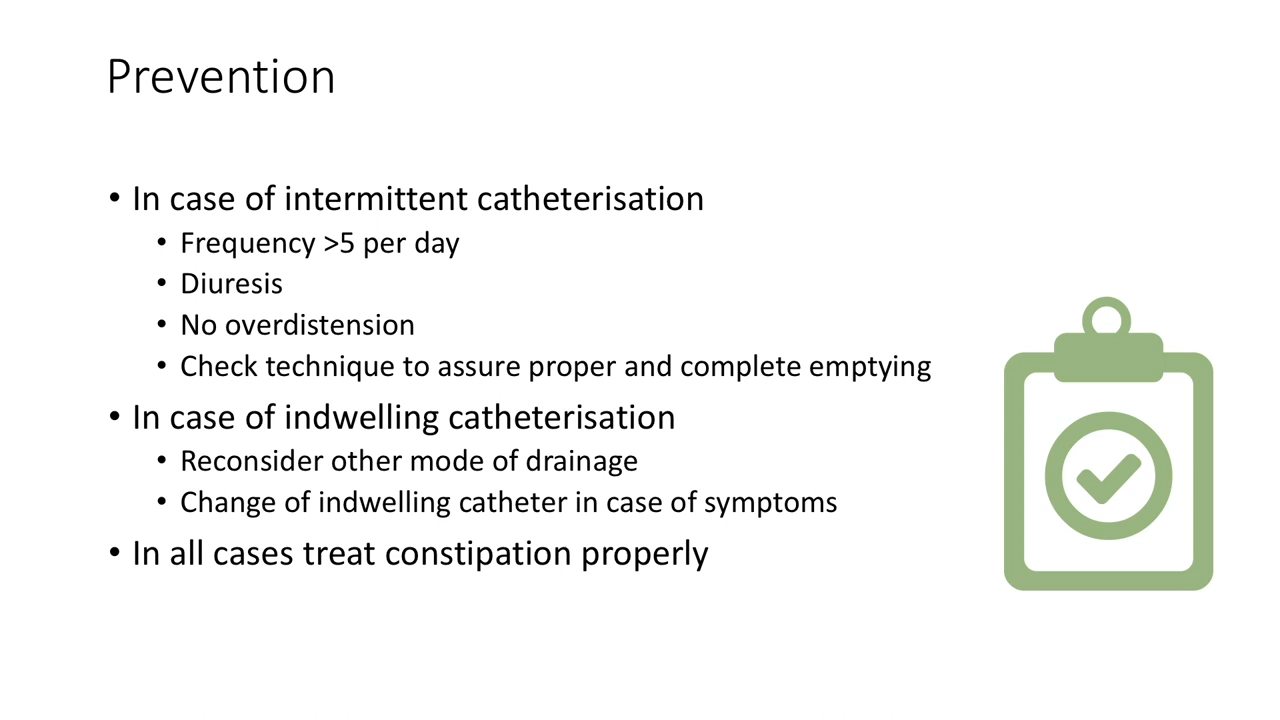 Prevention
• In case of intermittent catheterisation
• Frequency >5 per day
• Diuresis
• No overdistension
• Check technique to assure proper and complete emptying
• In case of indwelling catheterisation
• Reconsider other mode of drainage
• Change of indwelling catheter in case of symptoms
• In all cases treat constipation properly